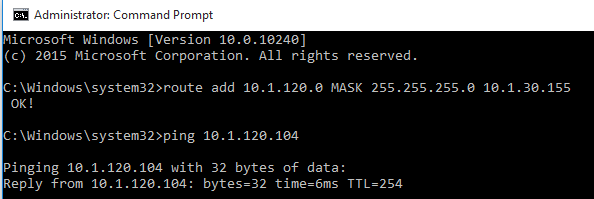 Administrator: Command Prompt
Microsoft Windows [Version 10.0.10240]
(c) 2015 Microsoft Corporation. All rights reserved.
C:\Windows\system32>route add 10.1.120.0 MASK 255.255.255.0 10.1.30.155
 OK!
C:\Windows\system32>ping 10.1.120.104
Pinging 10.1.120.104 with 32 bytes of data:
Reply from 10.1.120.104: bytes=32 time=6ms TTL=254